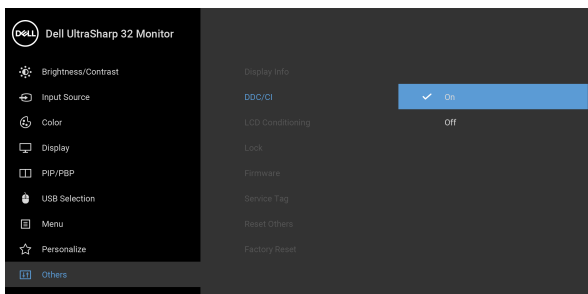 DELL Dell UltraSharp 32 Monitor
Brightness/Contrast
Input Source
Color
Display
PIP/PBP
USB Selection
Menu
Personalize
Others
Display Info
DDC/CI
LCD Conditioning
Lock
Firmware
Service Tag
Reset Others
Factory Reset
On
Off